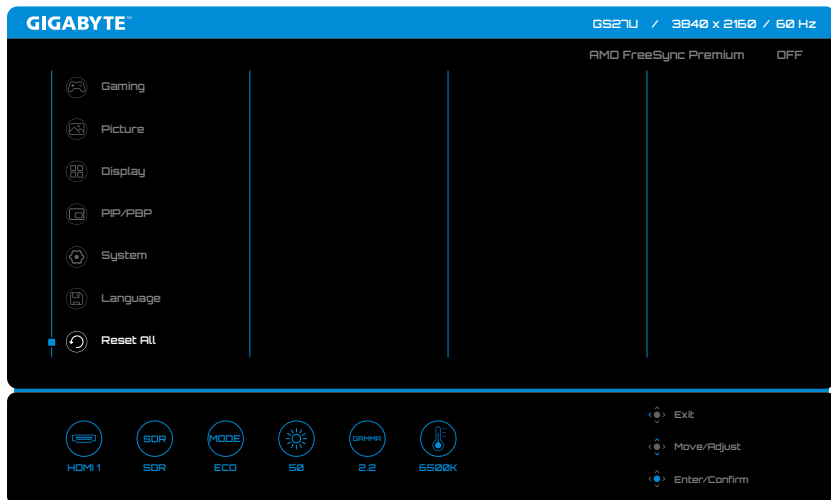 GIGABYTE™
GS27U / 3840 x 2160 / 60 Hz
AMD FreeSync Premium OFF
Gaming
Picture
Display
PIP/PBP
System
Language
Reset All
SDR
MODE
GAMMA
HDMI 1
SDR
ECO
50
2.2
6500K
Exit
Move/Adjust
Enter/Confirm